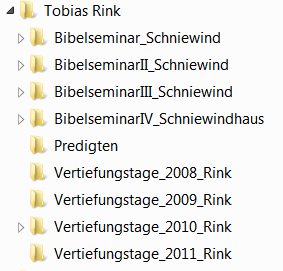 Tobias Rink
Bibelseminar_Schniewind
BibelseminarII_Schniewind
BibelseminarIII_Schniewind
BibelseminarIV_Schniewindhaus
Predigten
Vertiefungstage_2008_Rink
Vertiefungstage_2009_Rink
Vertiefungstage_2010_Rink
Vertiefungstage_2011_Rink